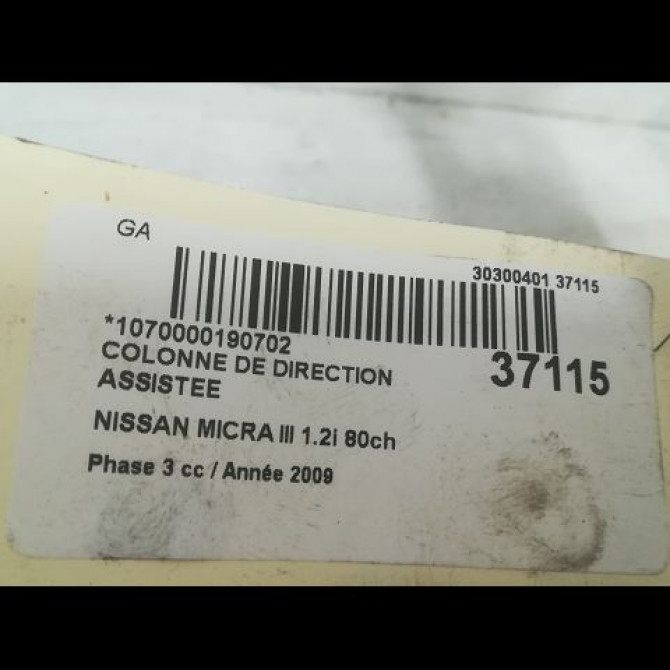 GA
30300401 37115
*1070000190702
37115
COLONNE DE DIRECTION
ASSISTEE
NISSAN MICRA III 1.2i 80ch
Phase 3 cc / Année 2009